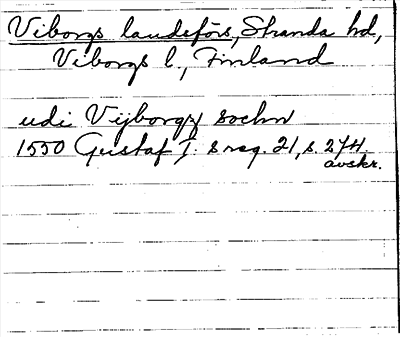 Viborgs landsförs, Stranda hd,
Viborgs l., Finland
udi Vijborgz sochn
1550 Gustaf I. s reg. 21, s. 274.
avskr.